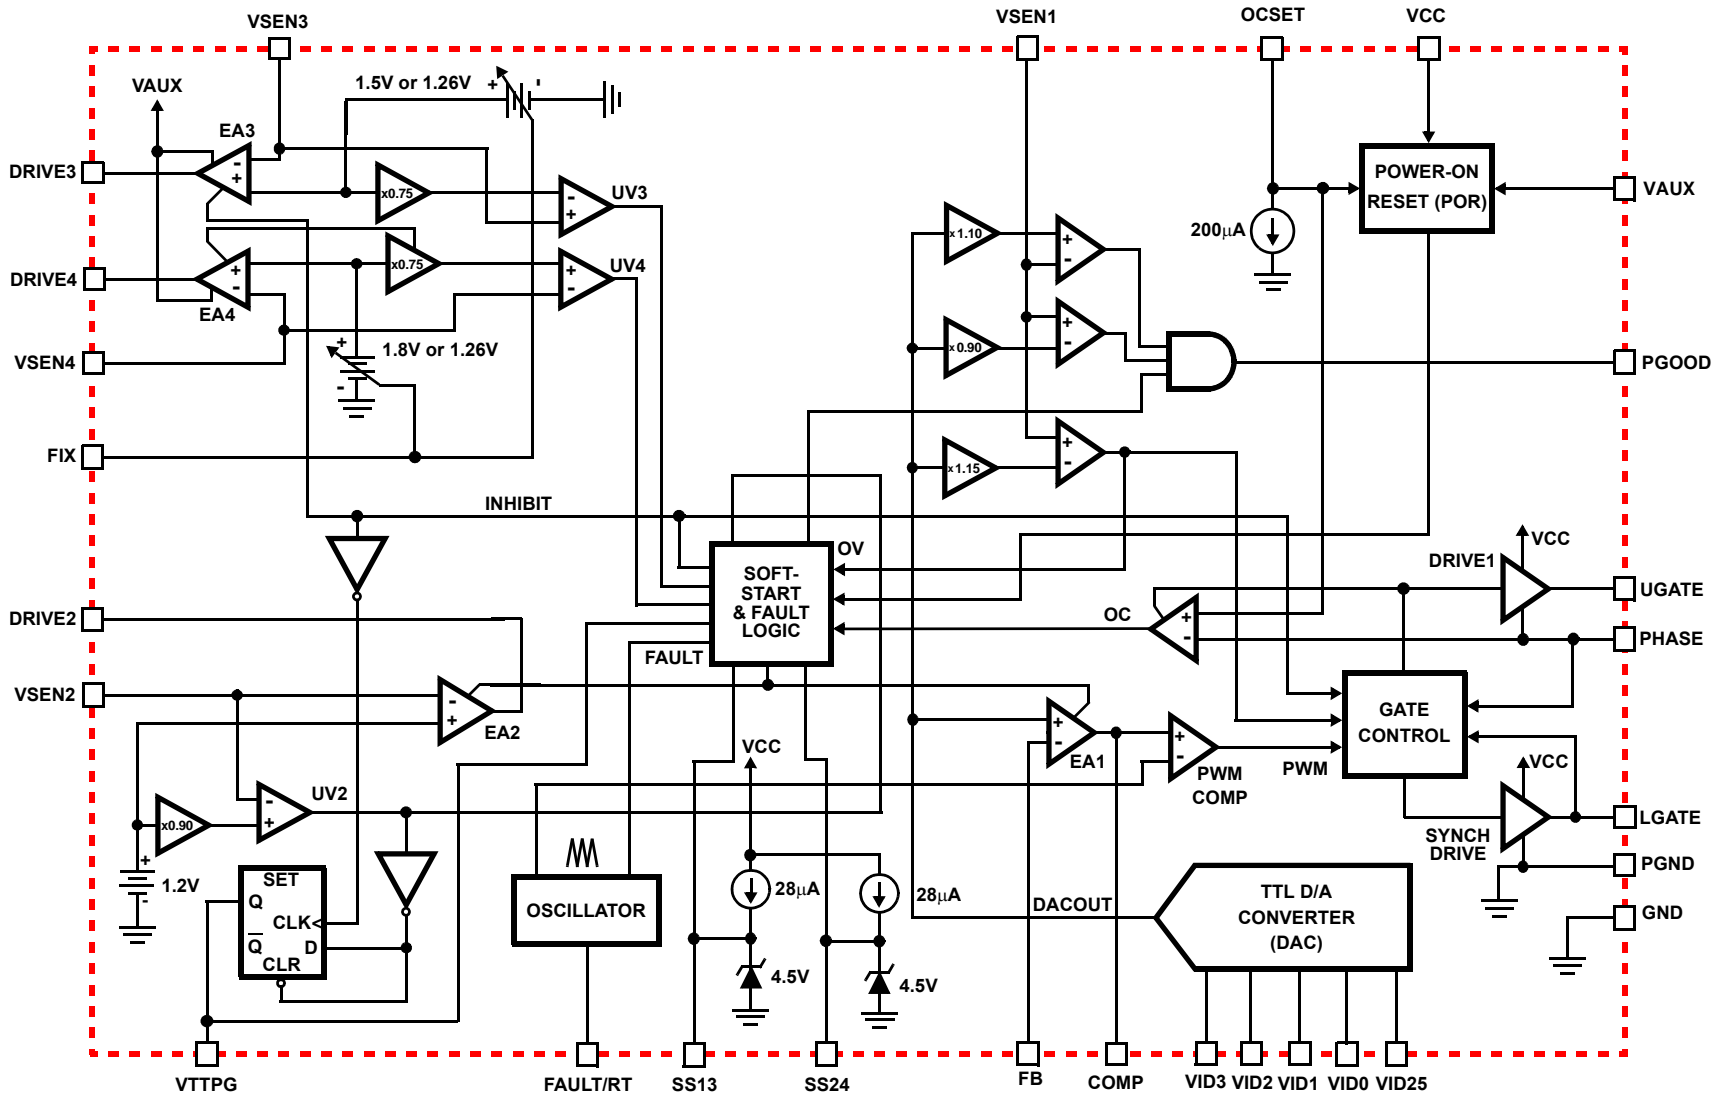 VSEN3
VSEN1
OCSET
VCC
VAUX
1.5V or 1.26V
+
-
EA3
-
+
DRIVE3
x0.75
-
+
UV3
POWER-ON
RESET (POR)
VAUX
200µA
x1.10
+
-
DRIVE4
+
-
EA4
x0.75
+
-
UV4
VSEN4
+
-
1.8V or 1.26V
x0.90
+
-
PGOOD
FIX
x1.15
+
-
INHIBIT
OV
SOFT-
START
& FAULT
LOGIC
FAULT
OC
+
-
DRIVE1
VCC
UGATE
PHASE
DRIVE2
VSEN2
-
+
EA2
+
-
EA1
+
-
PWM
COMP
PWM
GATE
CONTROL
VCC
SYNCH
DRIVE
LGATE
PGND
GND
VCC
UV2
-
+
x0.90
+
-
1.2V
SET
Q
CLK
Q
D
CLR
OSCILLATOR
28µA
28µA
4.5V
4.5V
DACOUT
TTL D/A
CONVERTER
(DAC)
VTTPG
FAULT/RT
SS13
SS24
FB
COMP
VID3
VID2
VID1
VID0
VID25